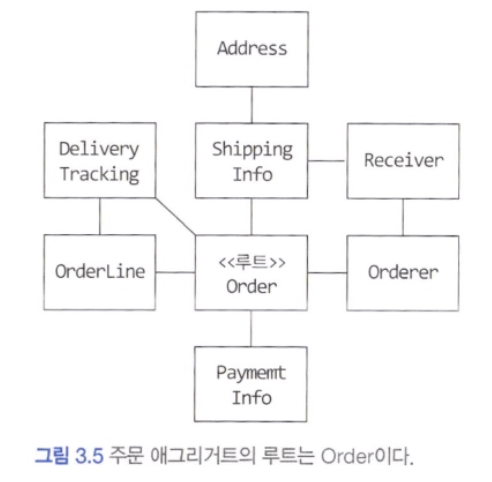 Address
Delivery
Tracking
Shipping
Info
Receiver
OrderLine
<<루트>>
Order
Orderer
Paymemt
Info
그림 3.5 주문 애그리거트의 루트는 Order이다.